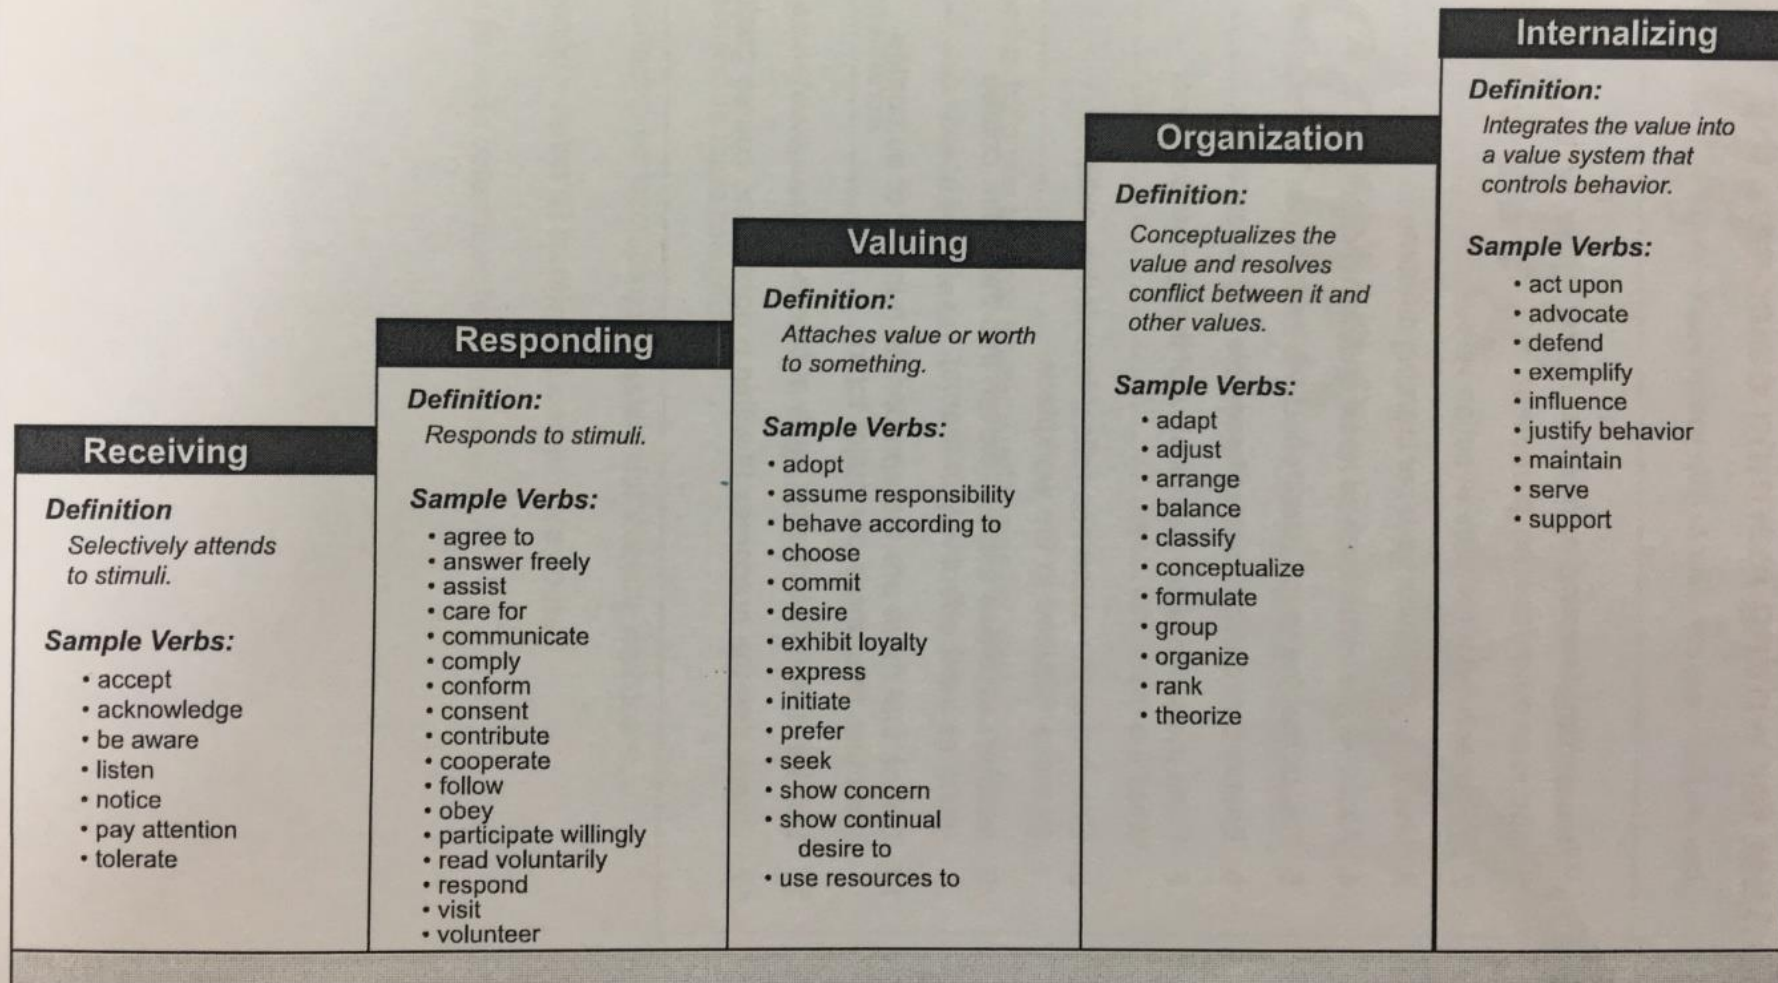 Receiving
Definition
Selectively attends
to stimuli.
Sample Verbs:
• accept
• acknowledge
• be aware
• listen
• notice
• pay attention
• tolerate
Responding
Definition:
Responds to stimuli.
Sample Verbs:
• agree to
• answer freely
• assist
• care for
• communicate
• comply
• conform
• consent
• contribute
• cooperate
• follow
• obey
• participate willingly
• read voluntarily
• respond
• visit
• volunteer
Valuing
Definition:
Attaches value or worth
to something.
Sample Verbs:
• adopt
• assume responsibility
• behave according to
• choose
• commit
• desire
• exhibit loyalty
• express
• initiate
• prefer
• seek
• show concern
• show continual
desire to
• use resources to
Organization
Definition:
Conceptualizes the
value and resolves
conflict between it and
other values.
Sample Verbs:
• adapt
• adjust
• arrange
• balance
• classify
• conceptualize
• formulate
• group
• organize
• rank
• theorize
Internalizing
Definition:
Integrates the value into
a value system that
controls behavior.
Sample Verbs:
• act upon
• advocate
• defend
• exemplify
• influence
• justify behavior
• maintain
• serve
• support